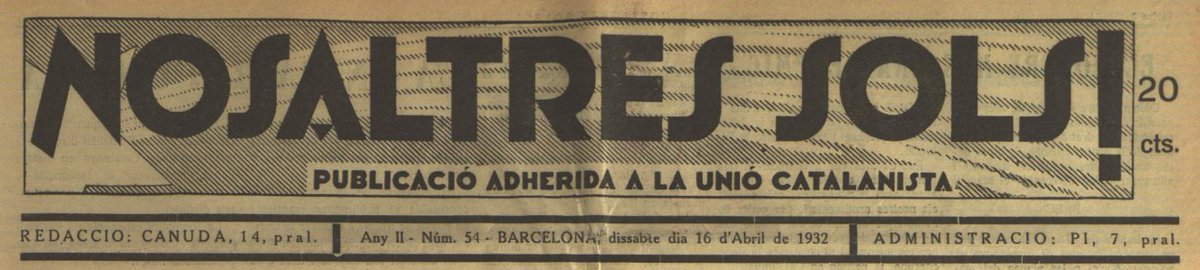 NOSALTRES SOLS!
20
cts.
PUBLICACIÓ ADHERIDA A LA UNIÓ CATALANISTA
REDACCIO: CANUDA, 14, pral.
Any II - Núm. 54 - BARCELONA, dissabte dia 16 d'Abril de 1932
ADMINISTRACIO: PI, 7, pral.